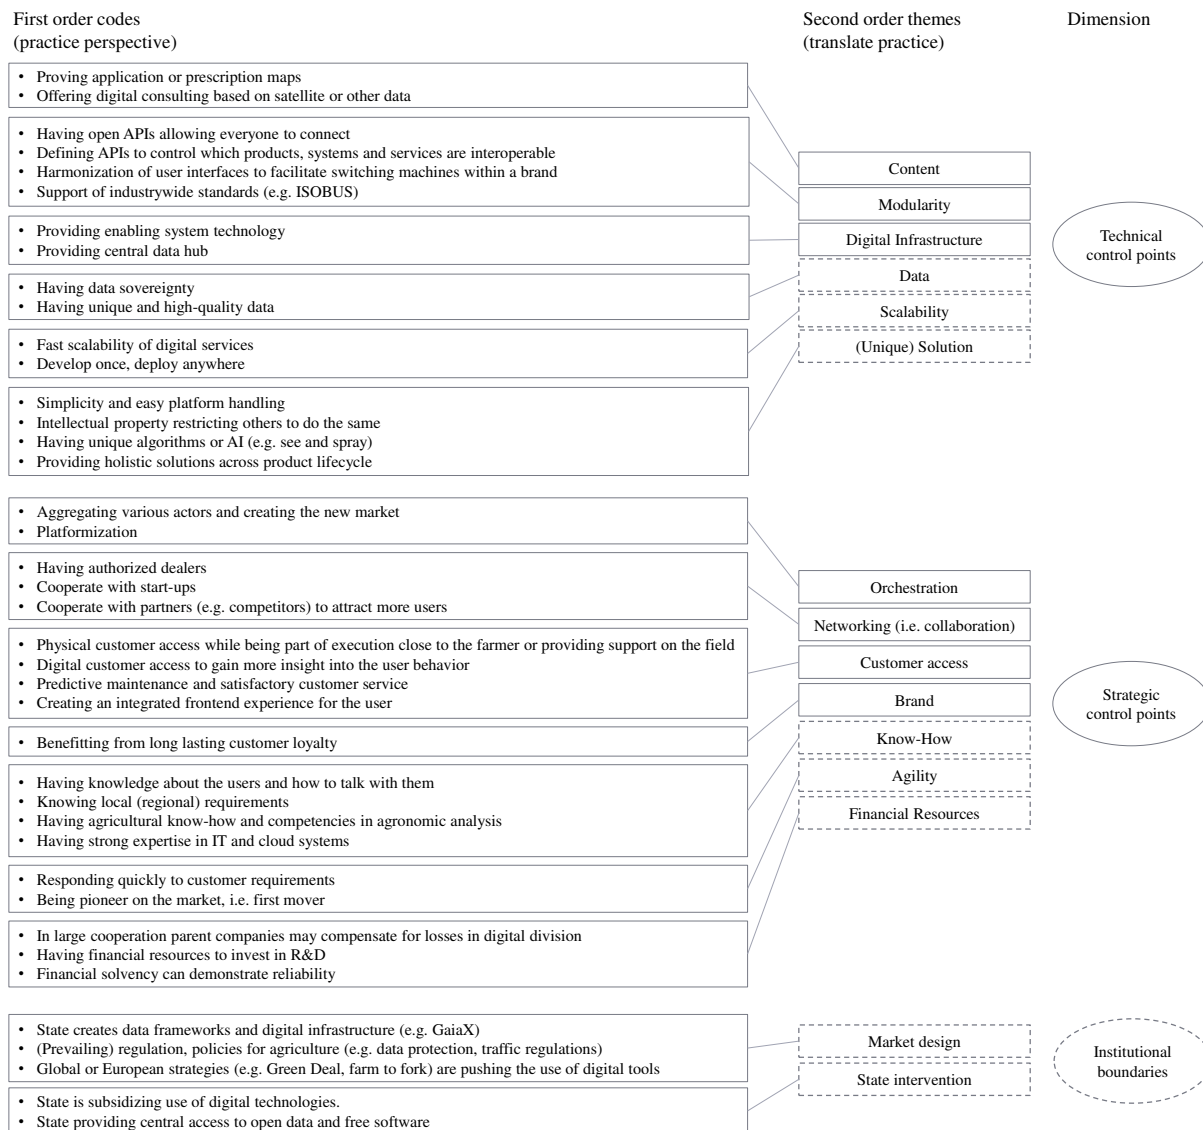 First order codes
(practice perspective)
Second order themes
(translate practice)
Dimension
• Proving application or prescription maps
• Offering digital consulting based on satellite or other data
• Having open APIs allowing everyone to connect
• Defining APIs to control which products, systems and services are interoperable
• Harmonization of user interfaces to facilitate switching machines within a brand
• Support of industrywide standards (e.g. ISOBUS)
• Providing enabling system technology
• Providing central data hub
• Having data sovereignty
• Having unique and high-quality data
• Fast scalability of digital services
• Develop once, deploy anywhere
• Simplicity and easy platform handling
• Intellectual property restricting others to do the same
• Having unique algorithms or AI (e.g. see and spray)
• Providing holistic solutions across product lifecycle
Content
Modularity
Digital Infrastructure
Data
Scalability
(Unique) Solution
Technical
control points
• Aggregating various actors and creating the new market
• Platformization
• Having authorized dealers
• Cooperate with start-ups
• Cooperate with partners (e.g. competitors) to attract more users
• Physical customer access while being part of execution close to the farmer or providing support on the field
• Digital customer access to gain more insight into the user behavior
• Predictive maintenance and satisfactory customer service
• Creating an integrated frontend experience for the user
• Benefitting from long lasting customer loyalty
• Having knowledge about the users and how to talk with them
• Knowing local (regional) requirements
• Having agricultural know-how and competencies in agronomic analysis
• Having strong expertise in IT and cloud systems
• Responding quickly to customer requirements
• Being pioneer on the market, i.e. first mover
• In large cooperation parent companies may compensate for losses in digital division
• Having financial resources to invest in R&D
• Financial solvency can demonstrate reliability
Orchestration
Networking (i.e. collaboration)
Customer access
Brand
Know-How
Agility
Financial Resources
Strategic
control points
• State creates data frameworks and digital infrastructure (e.g. GaiaX)
• (Prevailing) regulation, policies for agriculture (e.g. data protection, traffic regulations)
• Global or European strategies (e.g. Green Deal, farm to fork) are pushing the use of digital tools
• State is subsidizing use of digital technologies.
• State providing central access to open data and free software
Market design
State intervention
Institutional
boundaries